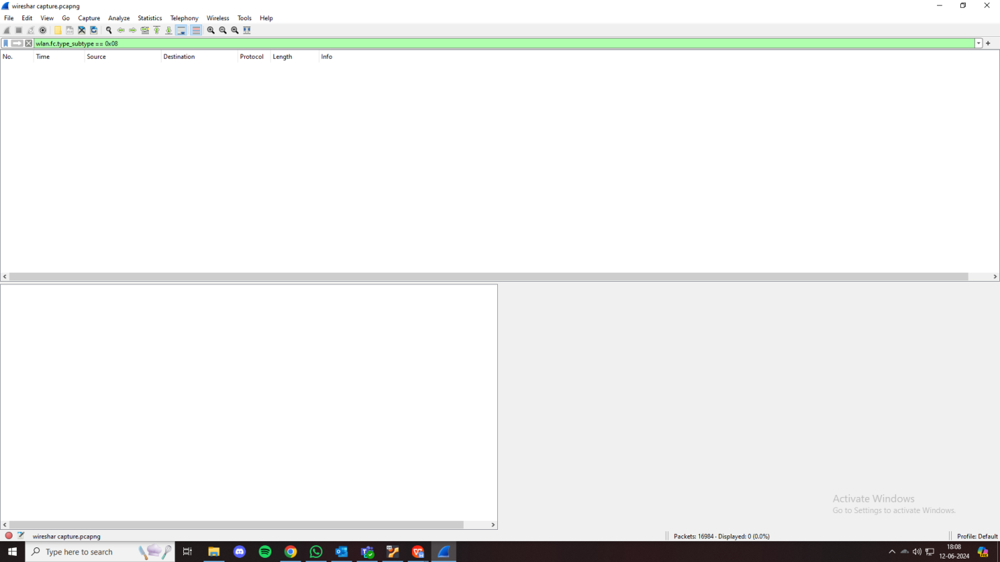 wireshar capture.pcapng
File Edit View Go Capture Analyze Statistics Telephony Wireless Tools Help
wlan.fc.type_subtype == 0x08
No. Time Source Destination Protocol Length Info
Activate Windows
Go to Settings to activate Windows.
wireshar capture.pcapng Packets: 16984 · Displayed: 0 (0.0%) Profile: Default
Type here to search
18:08
12-06-2024